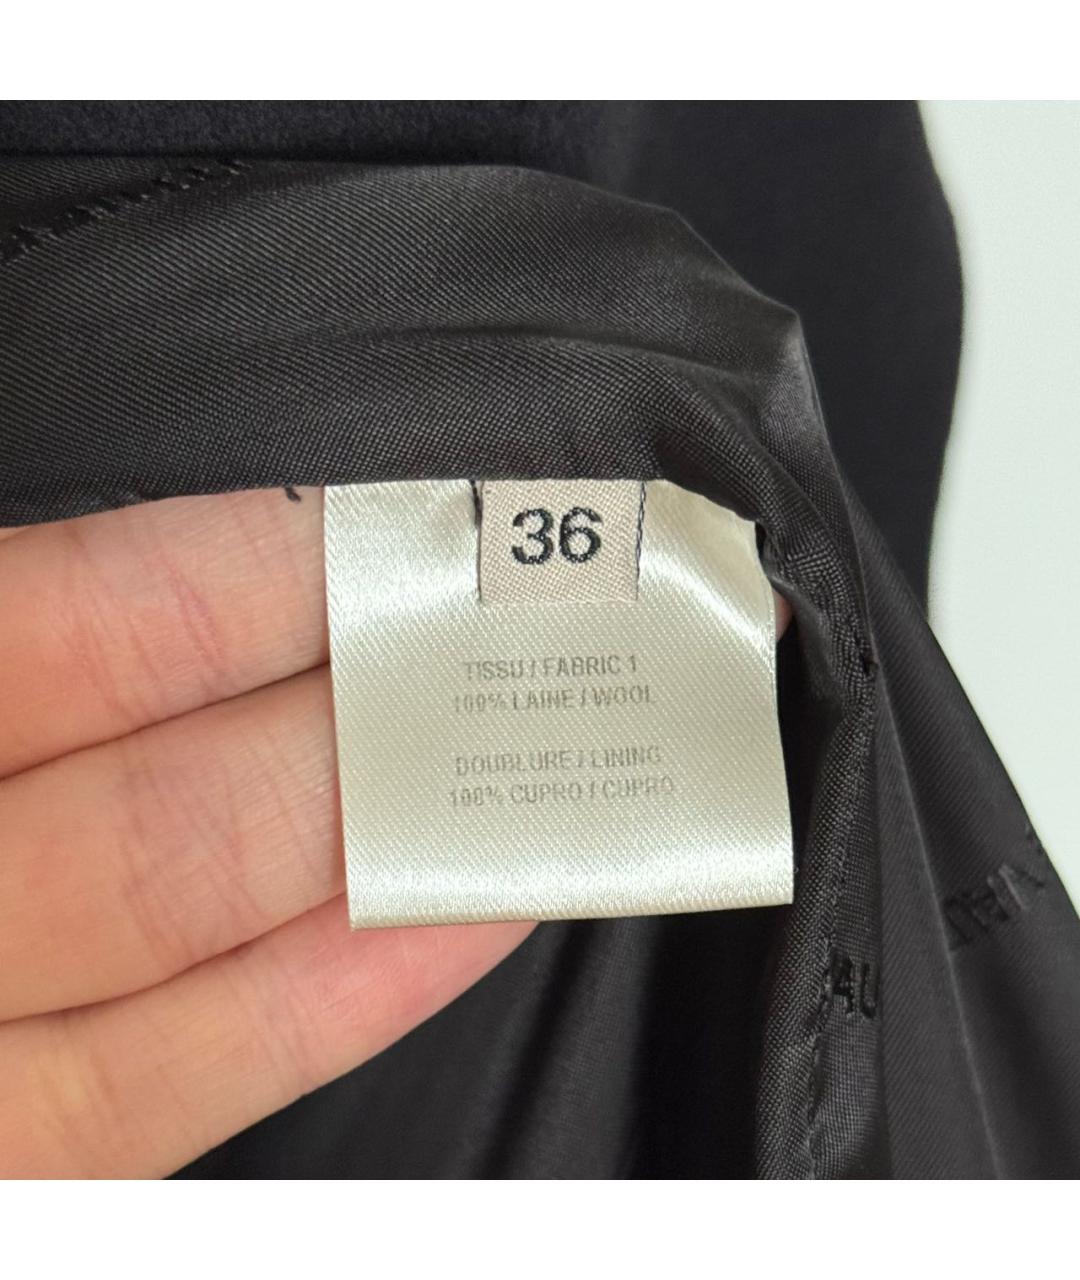 36
TISSU / FABRIC 1
100% LAINE / WOOL
DOUBLURE / LINING
100% CUPRO / CUPRO